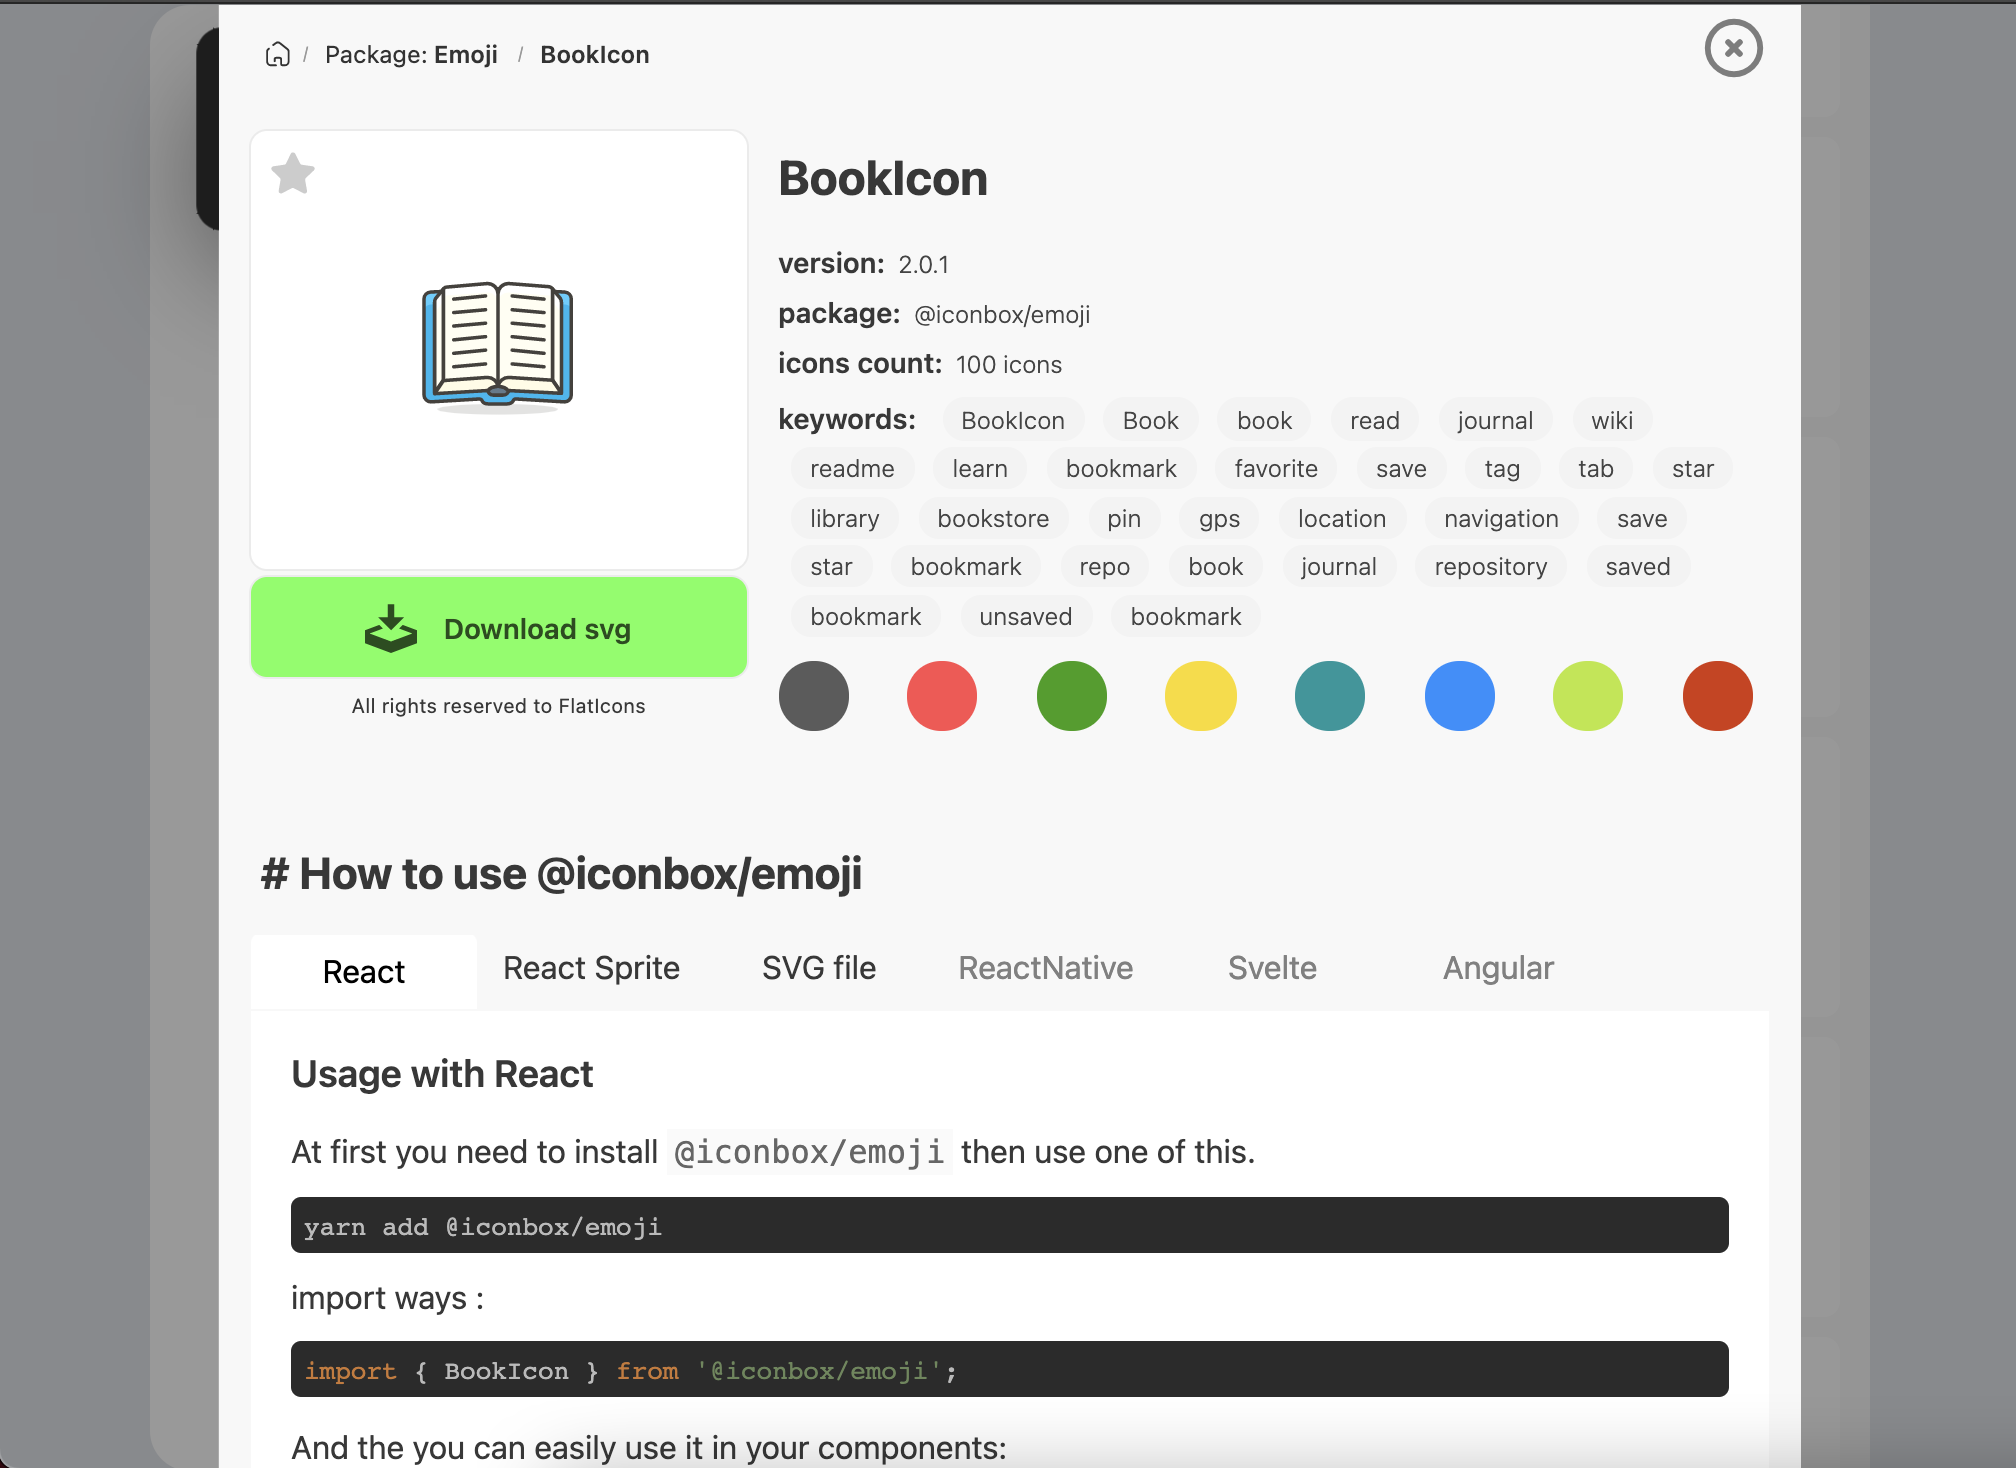 / Package: Emoji / BookIcon
BookIcon
version: 2.0.1
package: @iconbox/emoji
icons count: 100 icons
keywords: BookIcon Book book read journal wiki
readme learn bookmark favorite save tag tab star
library bookstore pin gps location navigation save
star bookmark repo book journal repository saved
bookmark unsaved bookmark
Download svg
All rights reserved to FlatIcons
# How to use @iconbox/emoji
React React Sprite SVG file ReactNative Svelte Angular
Usage with React
At first you need to install @iconbox/emoji then use one of this.
yarn add @iconbox/emoji
import ways :
import { BookIcon } from '@iconbox/emoji';
And the you can easily use it in your components: